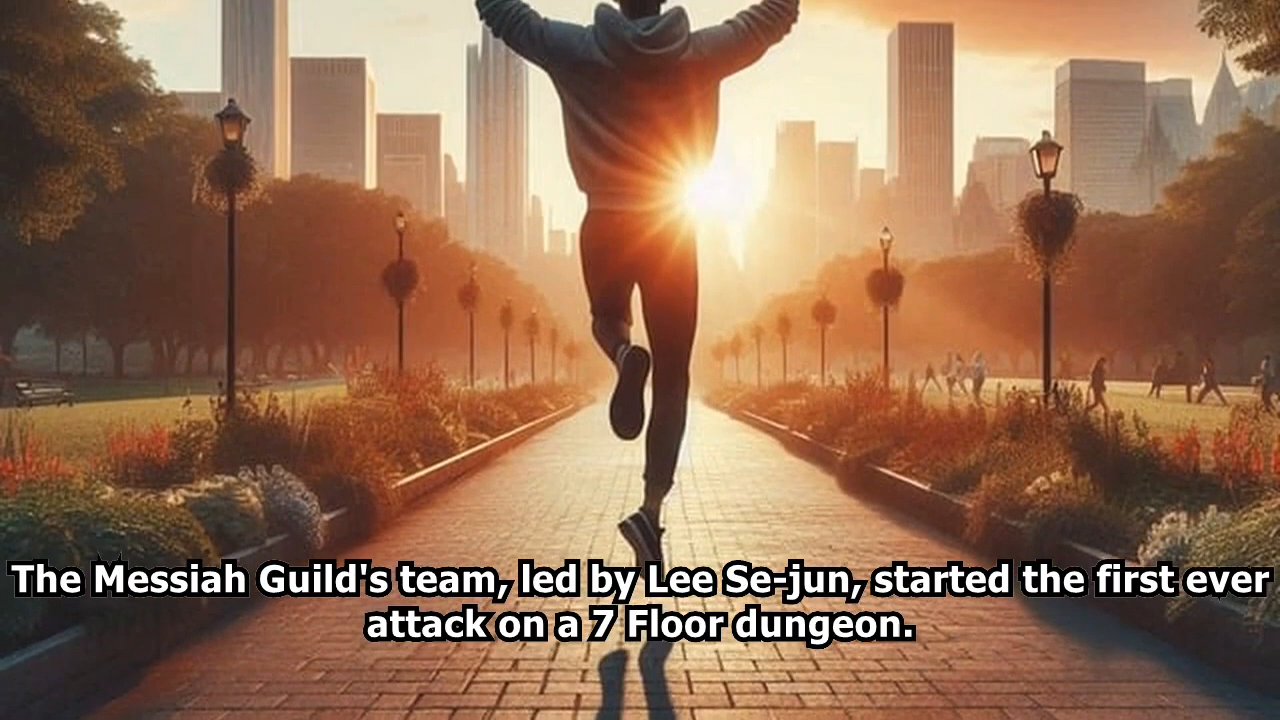 The Messiah Guild's team, led by Lee Se-jun, started the first ever
attack on a 7 Floor dungeon.